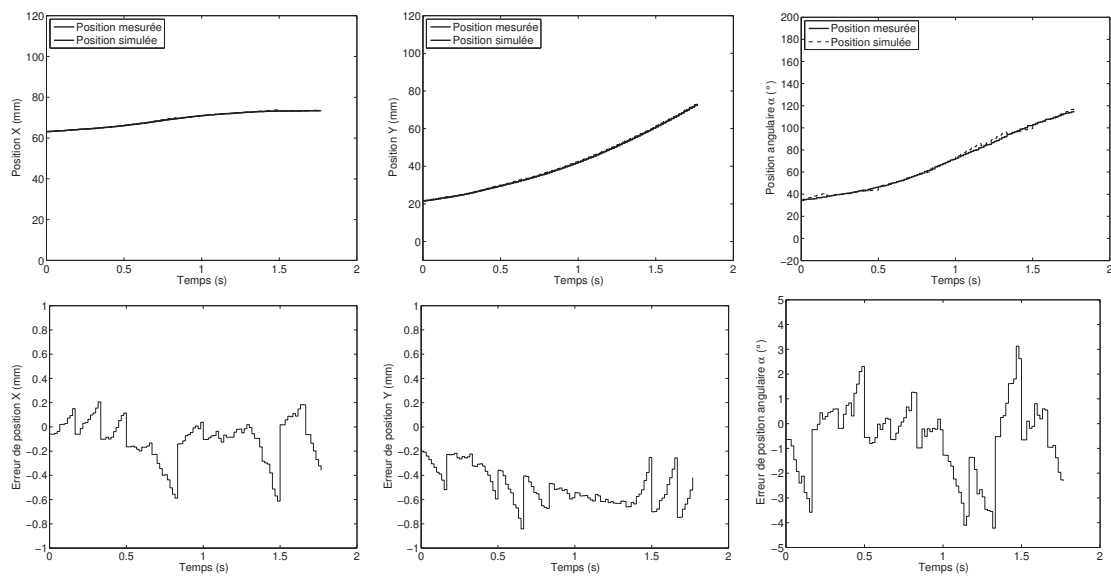 120
100
80
60
40
20
0
Position X (mm)
Position mesurée
Position simulée
0 0.5 1 1.5 2
Temps (s)
120
100
80
60
40
20
0
Position Y (mm)
Position mesurée
Position simulée
0 0.5 1 1.5 2
Temps (s)
200
180
160
140
120
100
80
60
40
20
0
−20
Position angulaire α (°)
Position mesurée
Position simulée
0 0.5 1 1.5 2
Temps (s)
1
0.8
0.6
0.4
0.2
0
−0.2
−0.4
−0.6
−0.8
−1
Erreur de position X (mm)
0 0.5 1 1.5 2
Temps (s)
1
0.8
0.6
0.4
0.2
0
−0.2
−0.4
−0.6
−0.8
−1
Erreur de position Y (mm)
0 0.5 1 1.5 2
Temps (s)
5
4
3
2
1
0
−1
−2
−3
−4
−5
Erreur de position angulaire α (°)
0 0.5 1 1.5 2
Temps (s)